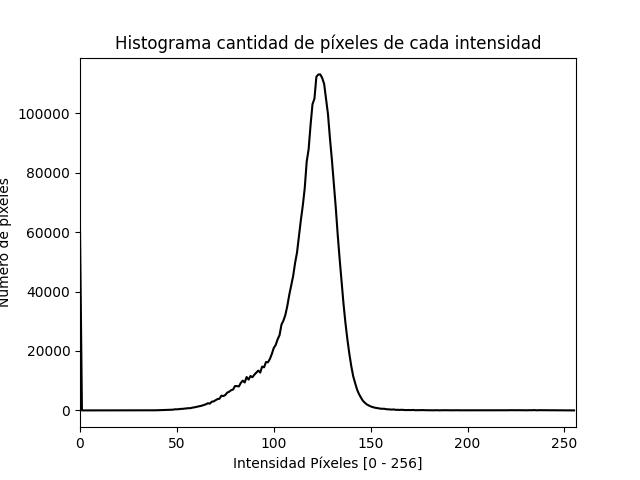 Histograma cantidad de píxeles de cada intensidad
100000
80000
60000
40000
20000
0
Número de píxeles
0 50 100 150 200 250
Intensidad Píxeles [0 - 256]